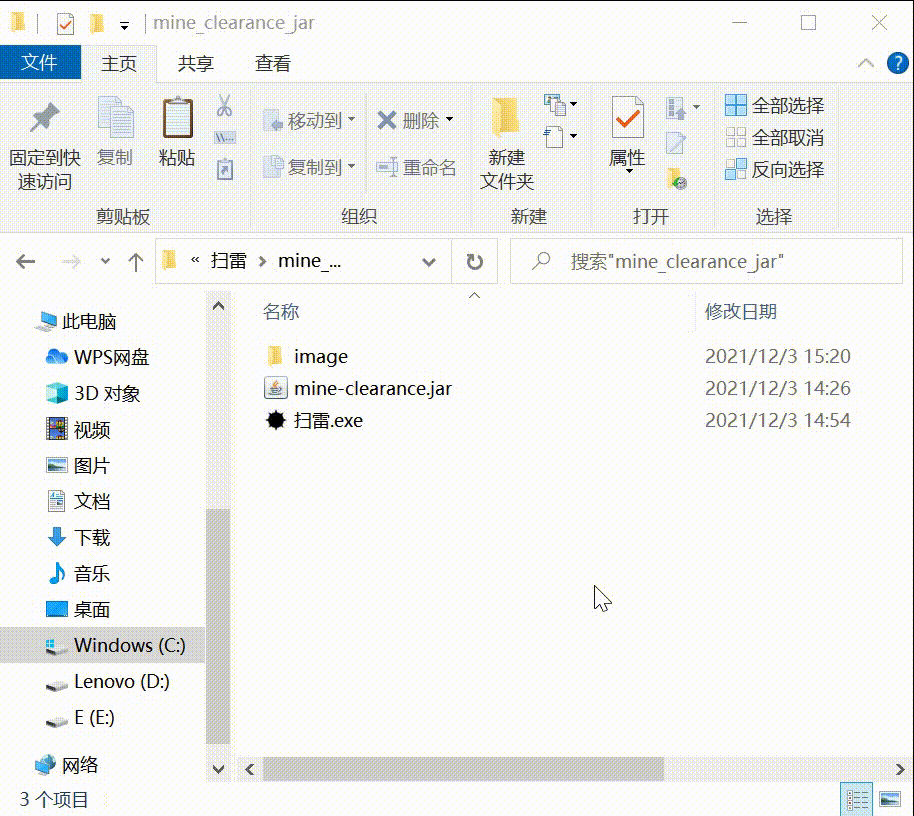 mine_clearance_jar
文件 主页 共享 查看
固定到快
速访问
复制
粘贴
移动到
复制到
删除
重命名
新建
文件夹
属性
全部选择
全部取消
反向选择
剪贴板 组织 新建 打开 选择
« 扫雷 > mine_...
搜索"mine_clearance_jar"
名称 修改日期
image 2021/12/3 15:20
mine-clearance.jar 2021/12/3 14:26
扫雷.exe 2021/12/3 14:54
此电脑
WPS网盘
3D 对象
视频
图片
文档
下载
音乐
桌面
Windows (C:)
Lenovo (D:)
E (E:)
网络
3 个项目